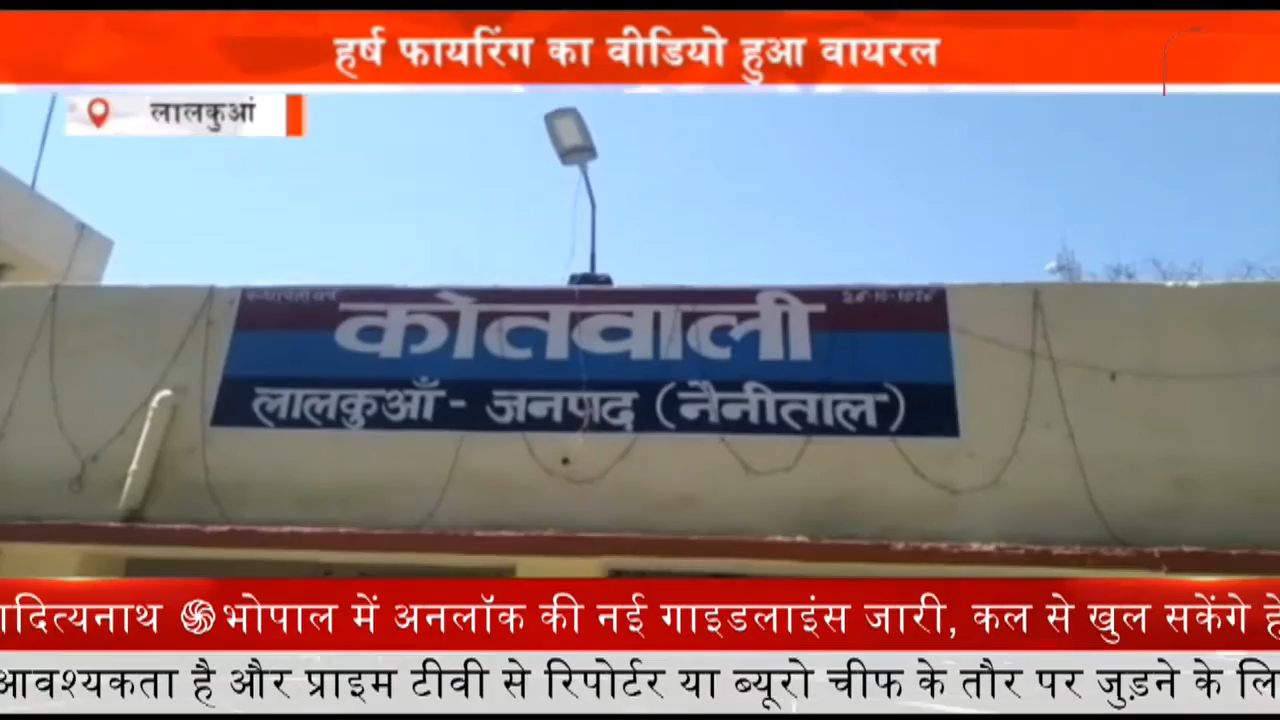 हर्ष फायरिंग का वीडियो हुआ वायरल
लालकुआं
कोतवाली
लालकुआँ - जनपद (नैनीताल)
आदित्यनाथ भोपाल में अनलॉक की नई गाइडलाइंस जारी, कल से खुल सकेंगे
आवश्यकता है और प्राइम टीवी से रिपोर्टर या ब्यूरो चीफ के तौर पर जुड़ने के